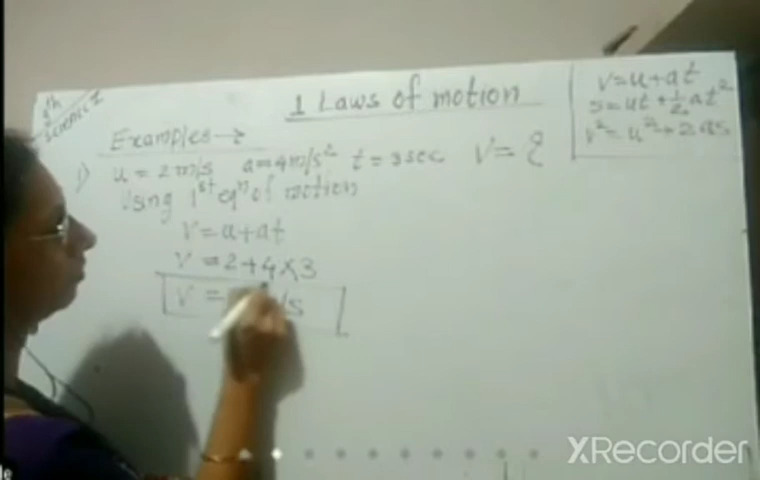 9th
SCIENCE I
1 Laws of motion
V=u+at
s=ut+½at²
v²=u²+2as
Examples→
1) u = 2m/s a=4m/s² t=3sec V=?
Usng 1st eqn of motion
V=u+at
V=2+4×3
V= /s
XRecorder